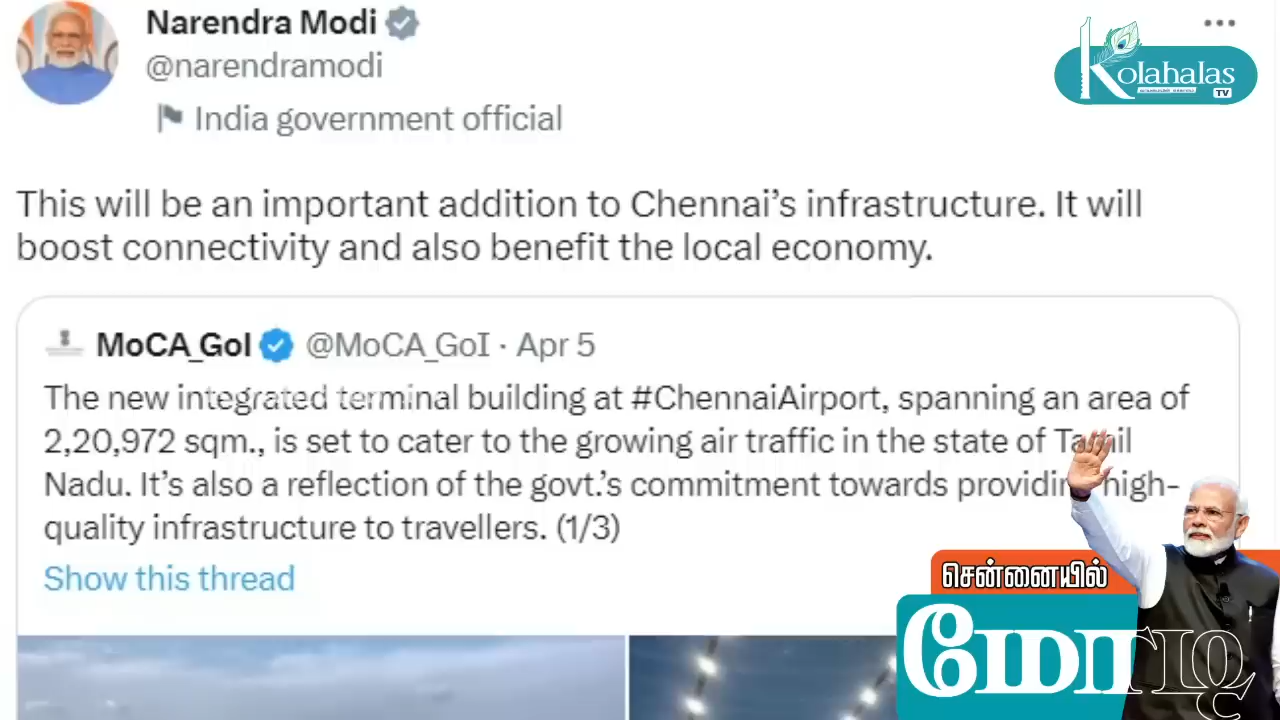 Narendra Modi
@narendramodi
India government official
Kolahalas
TV
This will be an important addition to Chennai's infrastructure. It will
boost connectivity and also benefit the local economy.
MoCA_GoI @MoCA_GoI · Apr 5
The new integrated terminal building at #ChennaiAirport, spanning an area of
2,20,972 sqm., is set to cater to the growing air traffic in the state of Tamil
Nadu. It's also a reflection of the govt.'s commitment towards providing high-
quality infrastructure to travellers. (1/3)
Show this thread
சென்னையில்
மோடி